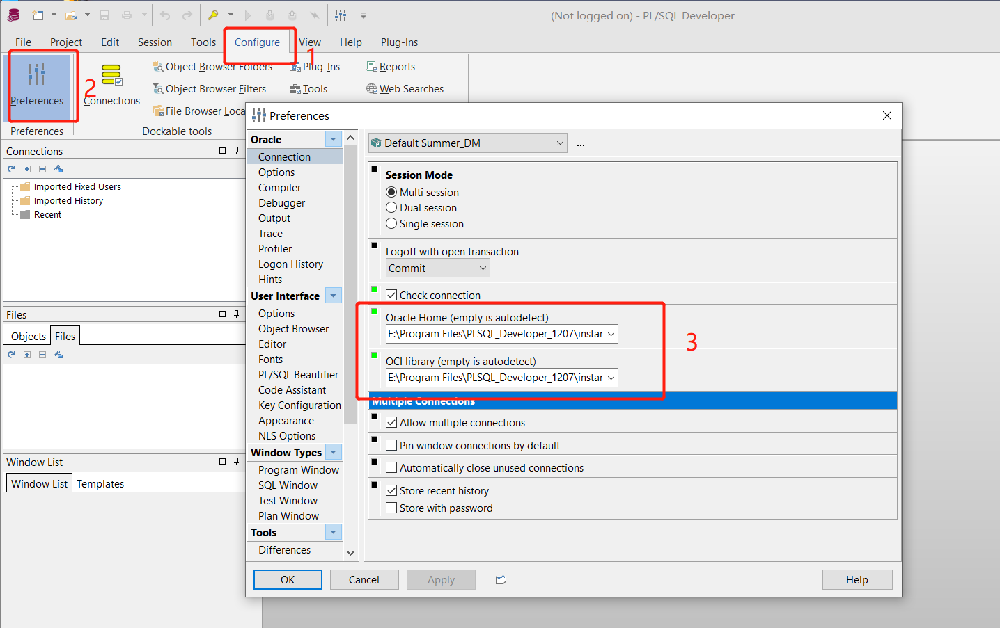 (Not logged on) - PL/SQL Developer
File Project Edit Session Tools Configure View Help Plug-Ins
1
2
3
Preferences
Connections
Object Browser Folders
Object Browser Filters
File Browser Loca
Plug-Ins
Tools
Reports
Web Searches
Preferences
Dockable tools
Connections
Imported Fixed Users
Imported History
Recent
Files
Objects Files
Window List
Window List Templates
Preferences
Oracle
Connection
Options
Compiler
Debugger
Output
Trace
Profiler
Logon History
Hints
User Interface
Options
Object Browser
Editor
Fonts
PL/SQL Beautifier
Code Assistant
Key Configuration
Appearance
NLS Options
Window Types
Program Window
SQL Window
Test Window
Plan Window
Tools
Differences
Default Summer_DM ...
Session Mode
Multi session
Dual session
Single session
Logoff with open transaction
Commit
Check connection
Oracle Home (empty is autodetect)
E:\Program Files\PLSQL_Developer_1207\instar
OCI library (empty is autodetect)
E:\Program Files\PLSQL_Developer_1207\instar
Multiple Connections
Allow multiple connections
Pin window connections by default
Automatically close unused connections
Store recent history
Store with password
OK Cancel Apply Help